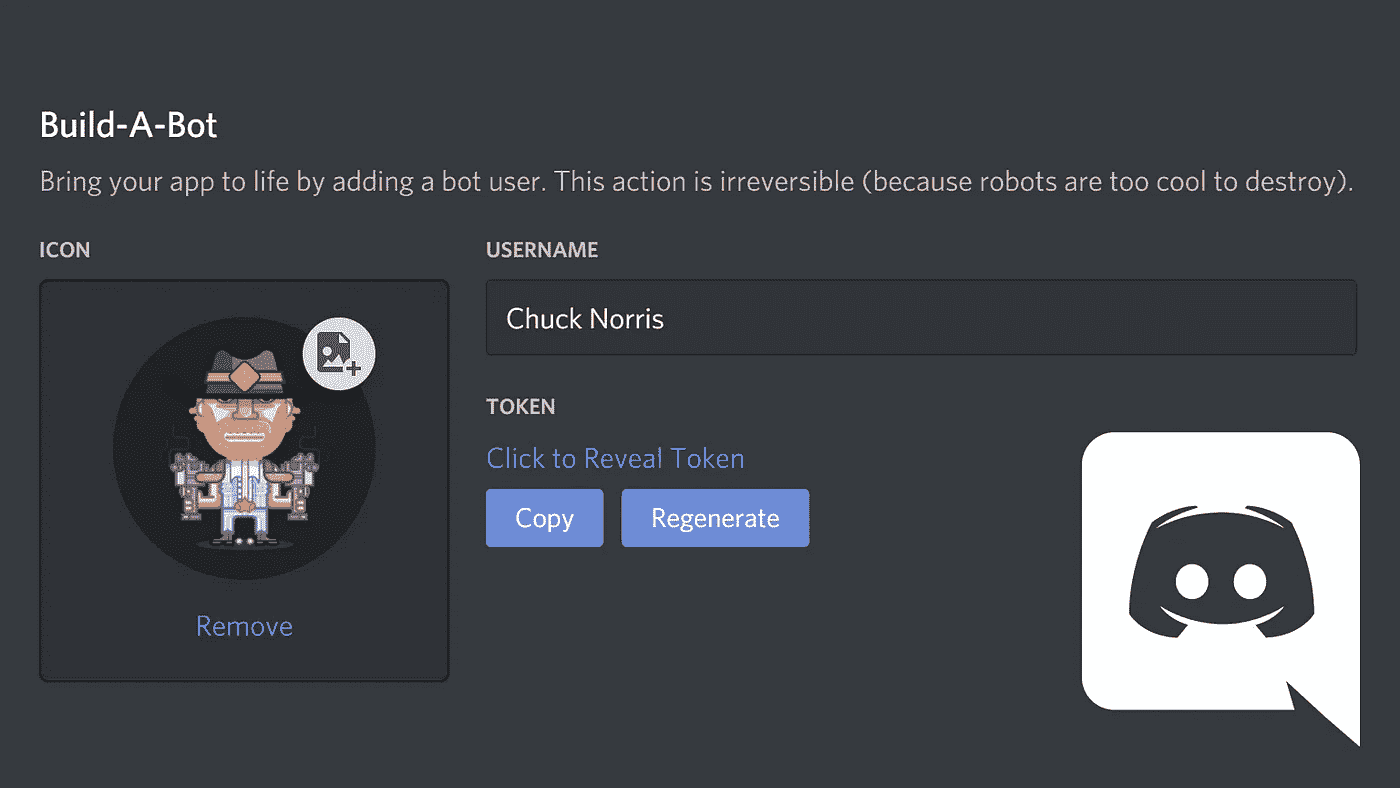 Build-A-Bot
Bring your app to life by adding a bot user. This action is irreversible (because robots are too cool to destroy).
ICON
USERNAME
Chuck Norris
TOKEN
Click to Reveal Token
Copy
Regenerate
Remove